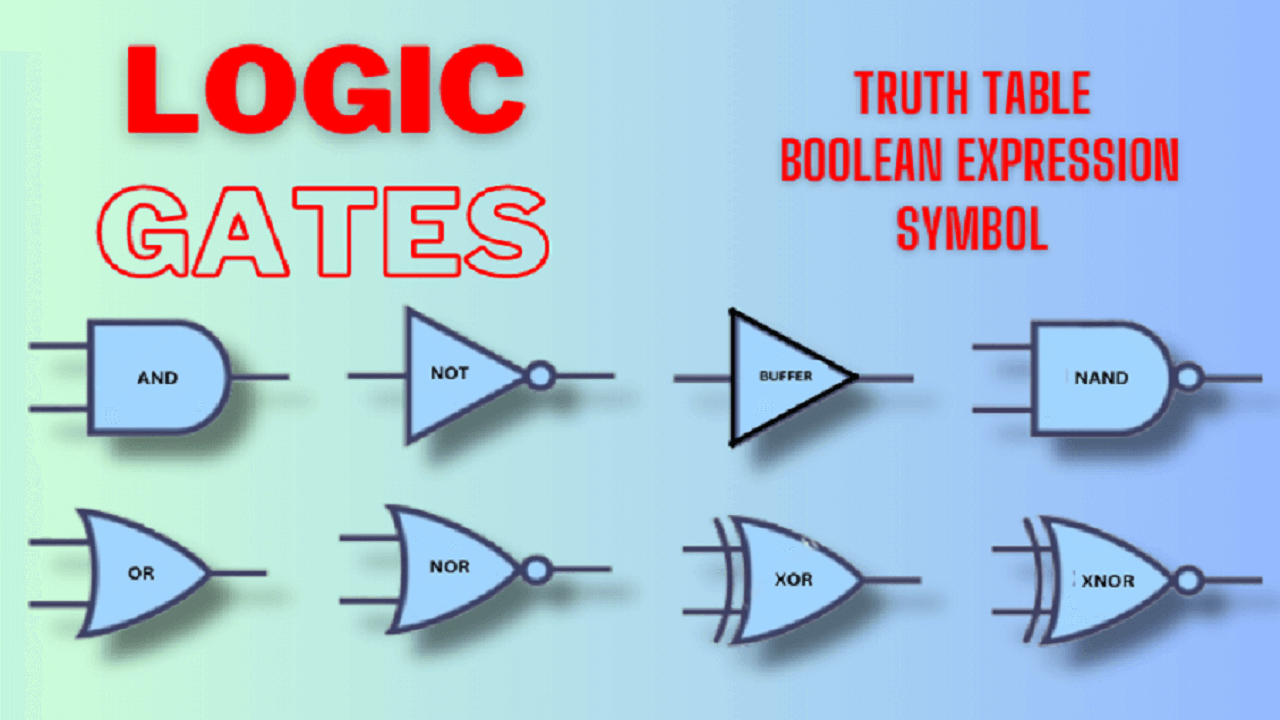 LOGIC
GATES
TRUTH TABLE
BOOLEAN EXPRESSION
SYMBOL
AND
NOT
BUFFER
NAND
OR
NOR
XOR
XNOR